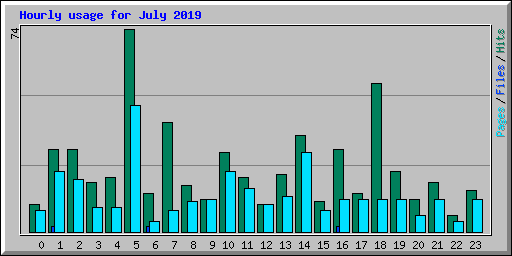 Hourly usage for July 2019
74
Pages/Files/Hits
0 1 2 3 4 5 6 7 8 9 10 11 12 13 14 15 16 17 18 19 20 21 22 23